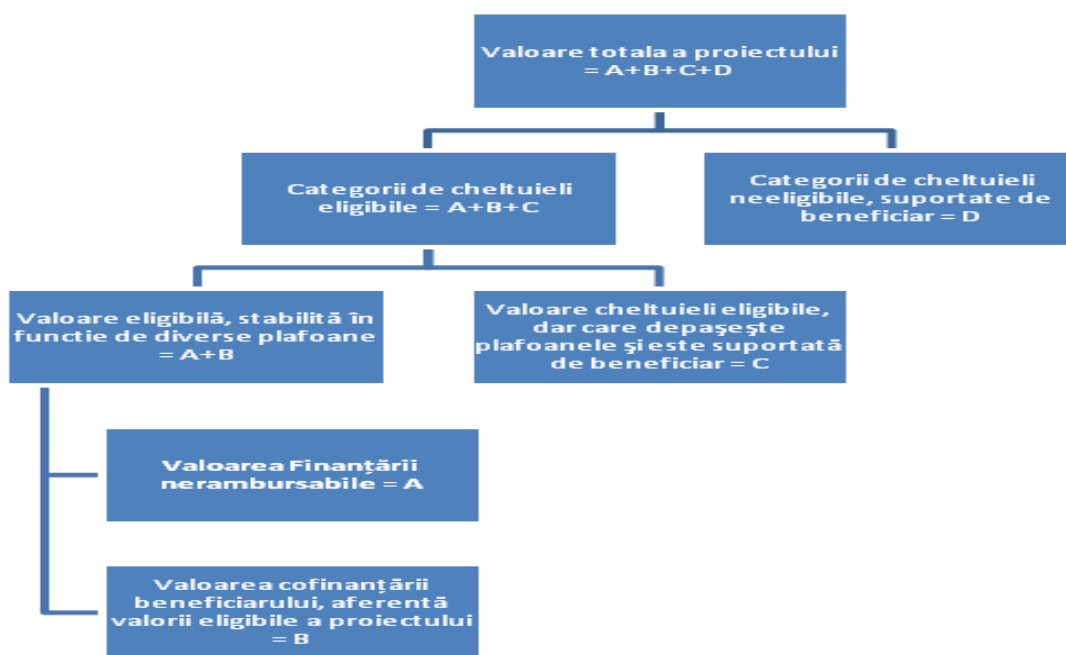 Valoare totala a proiectului
= A+B+C+D
Categorii de cheltuieli
eligibile = A+B+C
Categorii de cheltuieli
neeligibile, suportate de
beneficiar = D
Valoare eligibilă, stabilită în
functie de diverse plafoane
= A+B
Valoare cheltuieli eligibile,
dar care depaşeşte
plafoanele şi este suportată
de beneficiar = C
Valoarea Finanţării
nerambursabile = A
Valoarea cofinanţării
beneficiarului, aferentă
valorii eligibile a proiectului
= B